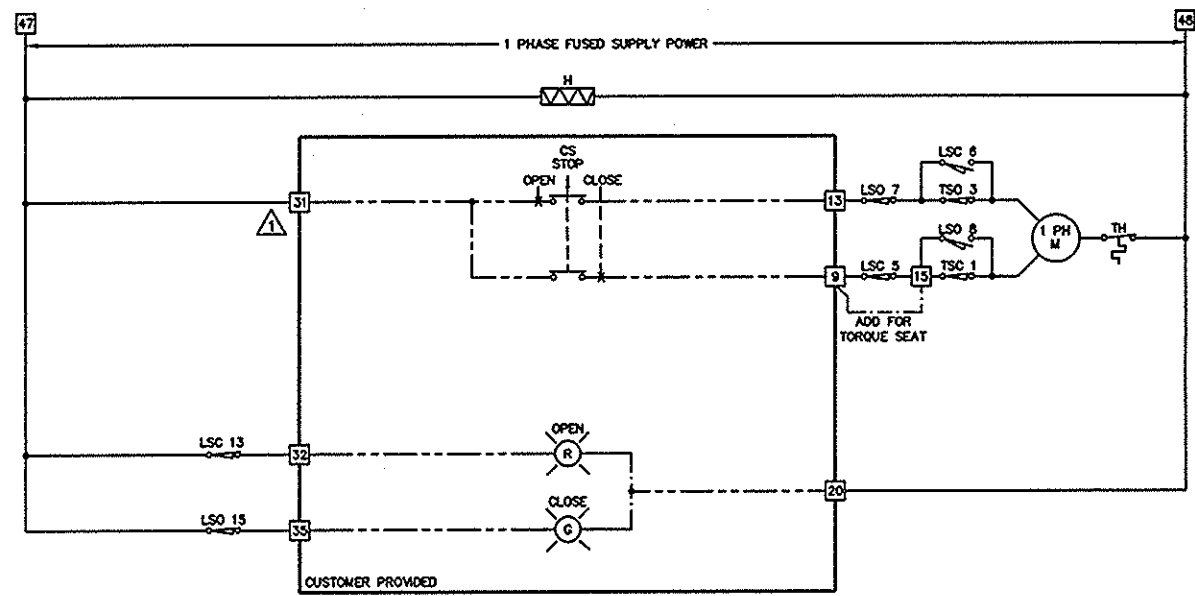 47
48
1 PHASE FUSED SUPPLY POWER
H
CS
STOP
OPEN
CLOSE
31
1
13
LSO 7
LSC 6
TSO 3
1 PH
M
TH
9
LSC 5
15
LSO 8
TSC 1
ADD FOR
TORQUE SEAT
LSC 13
32
OPEN
R
20
LSO 15
35
CLOSE
G
CUSTOMER PROVIDED